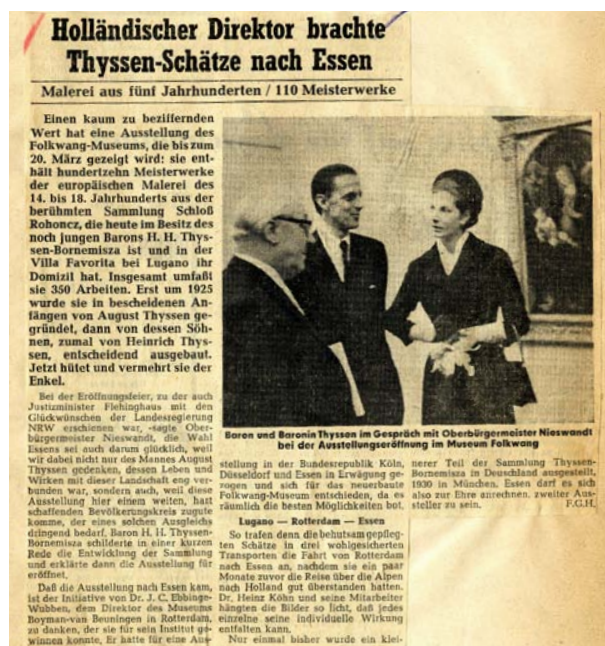 Holländischer Direktor brachte
Thyssen-Schätze nach Essen
Malerei aus fünf Jahrhunderten / 110 Meisterwerke
Einen kaum zu beziffernden
Wert hat eine Ausstellung des
Folkwang-Museums, die bis zum
20. März gezeigt wird: sie ent-
hält hundertzehn Meisterwerke
der europäischen Malerei des
14. bis 18. Jahrhunderts aus der
berühmten Sammlung Schloß
Rohoncz, die heute im Besitz des
noch jungen Barons H. H. Thys-
sen-Bornemisza ist und in der
Villa Favorita bei Lugano ihr
Domizil hat. Insgesamt umfaßt
sie 350 Arbeiten. Erst um 1925
wurde sie in bescheidenen An-
fängen von August Thyssen ge-
gründet, dann von dessen Söh-
nen, zumal von Heinrich Thys-
sen, entscheidend ausgebaut.
Jetzt hütet und vermehrt sie der
Enkel.
Bei der Eröffnungsfeier, zu der auch
Justizminister Flehinghaus mit den
Glückwünschen der Landesregierung
NRW erschienen war, sagte Ober-
bürgermeister Nieswandt, die Wahl
Essens sei auch darum glücklich, weil
wir dabei nicht nur des Mannes August
Thyssen gedenken, dessen Leben und
Wirken mit dieser Landschaft eng ver-
bunden war, sondern auch, weil diese
Ausstellung hier einem weiten, hart
schaffenden Bevölkerungskreis zugute
komme, der eines solchen Ausgleichs
dringend bedarf. Baron H. H. Thyssen-
Bornemisza schilderte in einer kurzen
Rede die Entwicklung der Sammlung
und erklärte dann die Ausstellung für
eröffnet.
Daß die Ausstellung nach Essen kam,
ist der Initiative von Dr. J. C. Ebbinge-
Wubben, dem Direktor des Museums
Boyman-van Beuningen in Rotterdam,
zu danken, der sie für sein Institut ge-
winnen konnte. Er hatte für eine Aus-
Baron und Baronin Thyssen im Gespräch mit Oberbürgermeister Nieswandt
bei der Ausstellungseröffnung im Museum Folkwang
stellung in der Bundesrepublik Köln,
Düsseldorf und Essen in Erwägung ge-
zogen und sich für das neuerbaute
Folkwang-Museum entschieden, da es
räumlich die besten Möglichkeiten bot.
Lugano — Rotterdam — Essen
So trafen denn die behutsam gepfleg-
ten Schätze in drei wohlgesicherten
Transporten die Fahrt von Rotterdam
nach Essen an, nachdem sie ein paar
Monate zuvor die Reise über die Alpen
nach Holland gut überstanden hatten.
Dr. Heinz Köhn und seine Mitarbeiter
hängten die Bilder so licht, daß jedes
einzelne seine individuelle Wirkung
entfalten kann.
Nur einmal bisher wurde ein klei-
nerer Teil der Sammlung Thyssen-
Bornemisza in Deuschland ausgestellt,
1930 in München. Essen darf es sich
also zur Ehre anrechnen, zweiter Aus-
steller zu sein. F.G.H.